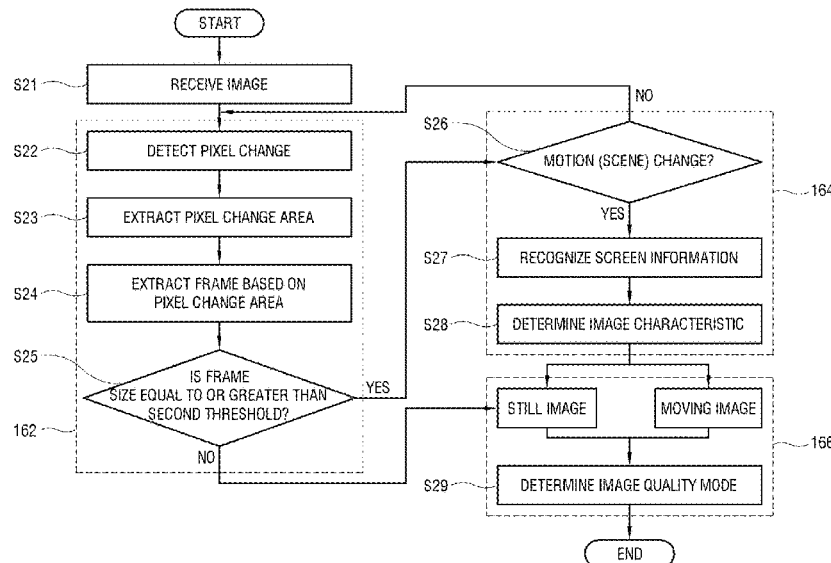 START
S21
RECEIVE IMAGE
S22
DETECT PIXEL CHANGE
S23
EXTRACT PIXEL CHANGE AREA
S24
EXTRACT FRAME BASED ON
PIXEL CHANGE AREA
S25
IS FRAME
SIZE EQUAL TO OR GREATER THAN
SECOND THRESHOLD?
YES
NO
162
NO
S26
MOTION (SCENE) CHANGE?
164
YES
S27
RECOGNIZE SCREEN INFORMATION
S28
DETERMINE IMAGE CHARACTERISTIC
STILL IMAGE
MOVING IMAGE
166
S29
DETERMINE IMAGE QUALITY MODE
END